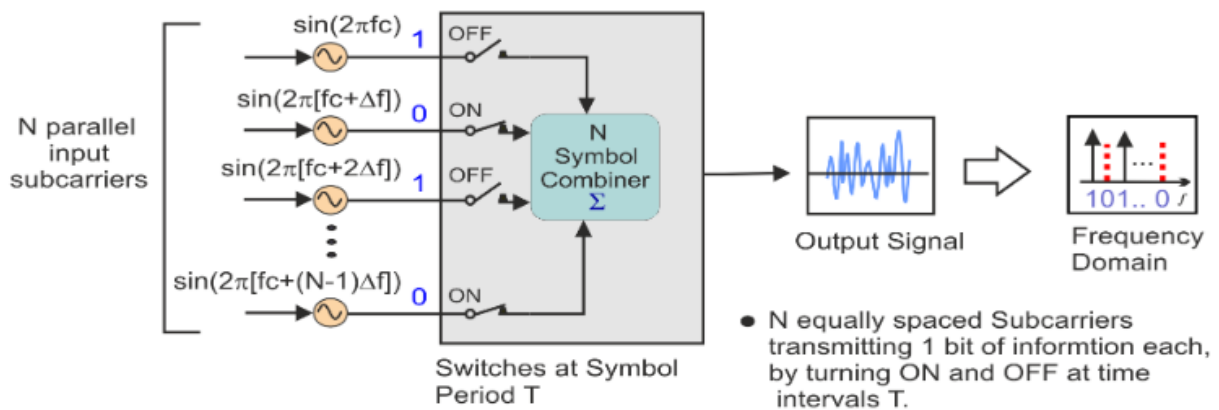 sin(2πfc)
1
OFF
sin(2π[fc+Δf])
0
ON
N parallel
input
subcarriers
sin(2π[fc+2Δf])
1
OFF
sin(2π[fc+(N-1)Δf])
0
ON
N
Symbol
Combiner
Σ
Switches at Symbol
Period T
Output Signal
...
101.. 0 f
Frequency
Domain
• N equally spaced Subcarriers
transmitting 1 bit of informtion each,
by turning ON and OFF at time
intervals T.